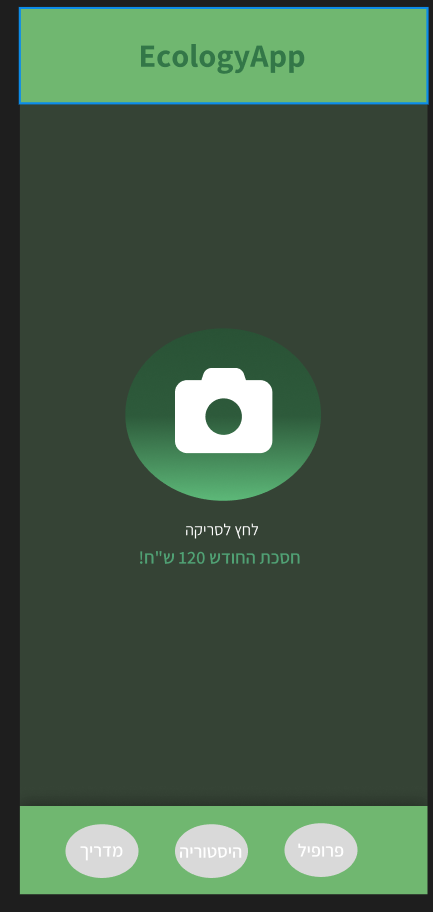 EcologyApp
לחץ לסריקה
חסכת החודש 120 ש"ח!
פרופיל
היסטוריה
מדריך